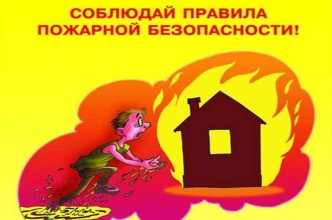 СОБЛЮДАЙ ПРАВИЛА
ПОЖАРНОЙ БЕЗОПАСНОСТИ!